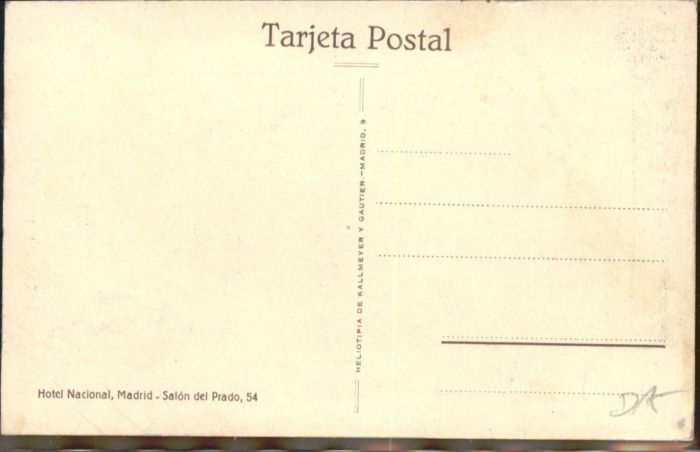 Tarjeta Postal
HELIOTIPIA DE KALLMEYER Y GAUTIER.-MADRID, 9
Hotel Nacional, Madrid - Salón del Prado, 54